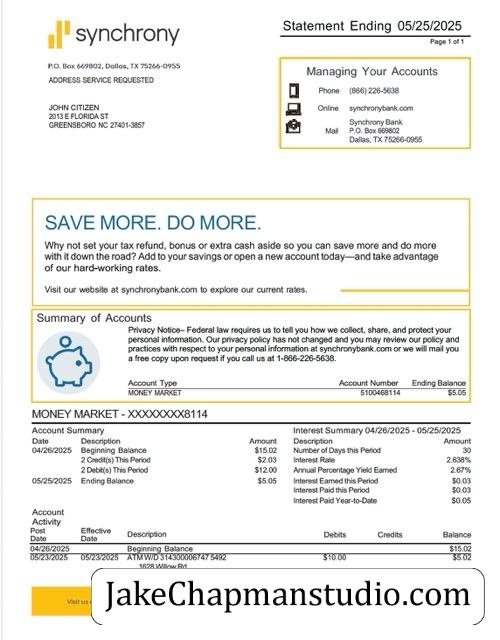 synchrony
Statement Ending 05/25/2025
Page 1 of 1
P.O. Box 669802, Dallas, TX 75266-0955
ADDRESS SERVICE REQUESTED
JOHN CITIZEN
2013 E FLORIDA ST
GREENSBORO NC 27401-3857
Managing Your Accounts
Phone (866) 226-5638
Online synchronybank.com
Mail Synchrony Bank
P.O. Box 669802
Dallas, TX 75266-0955
SAVE MORE. DO MORE.
Why not set your tax refund, bonus or extra cash aside so you can save more and do more
with it down the road? Add to your savings or open a new account today—and take advantage
of our hard-working rates.
Visit our website at synchronybank.com to explore our current rates.
Summary of Accounts
Privacy Notice– Federal law requires us to tell you how we collect, share, and protect your
personal information. Our privacy policy has not changed and you may review our policy and
practices with respect to your personal information at synchronybank.com or we will mail you
a free copy upon request if you call us at 1-866-226-5638.
Account Type Account Number Ending Balance
MONEY MARKET 5100468114 $5.05
MONEY MARKET - XXXXXXXX8114
Account Summary
Date Description Amount
04/26/2025 Beginning Balance $15.02
2 Credit(s) This Period $2.03
2 Debit(s) This Period $12.00
05/25/2025 Ending Balance $5.05
Interest Summary 04/26/2025 - 05/25/2025
Description Amount
Number of Days this Period 30
Interest Rate 2.638%
Annual Percentage Yield Earned 2.67%
Interest Earned this Period $0.03
Interest Paid this Period $0.03
Interest Paid Year-to-Date $0.05
Account
Activity
Post Date Effective Date Description Debits Credits Balance
04/26/2025 Beginning Balance $15.02
05/23/2025 05/23/2025 ATM W/D 314300006747 5492 $10.00 $5.02
1628 Willow Rd
Visit us
JakeChapmanstudio.com